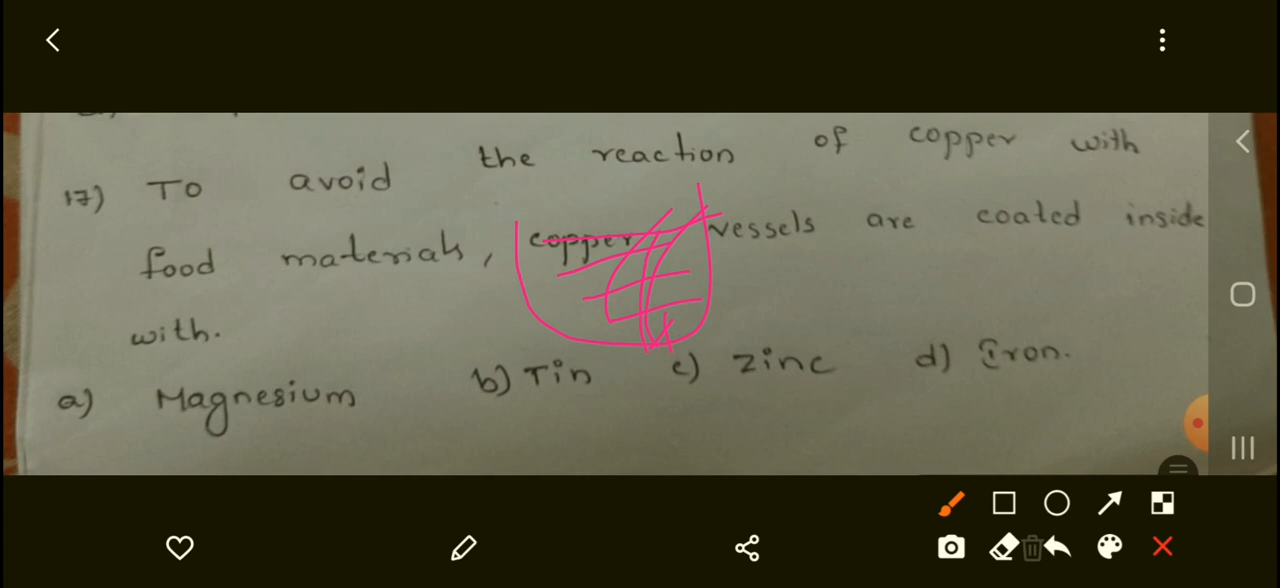 17) To avoid the reaction of copper with
food materials, copper vessels are coated inside
with.
a) Magnesium b) Tin c) Zinc d) Iron.